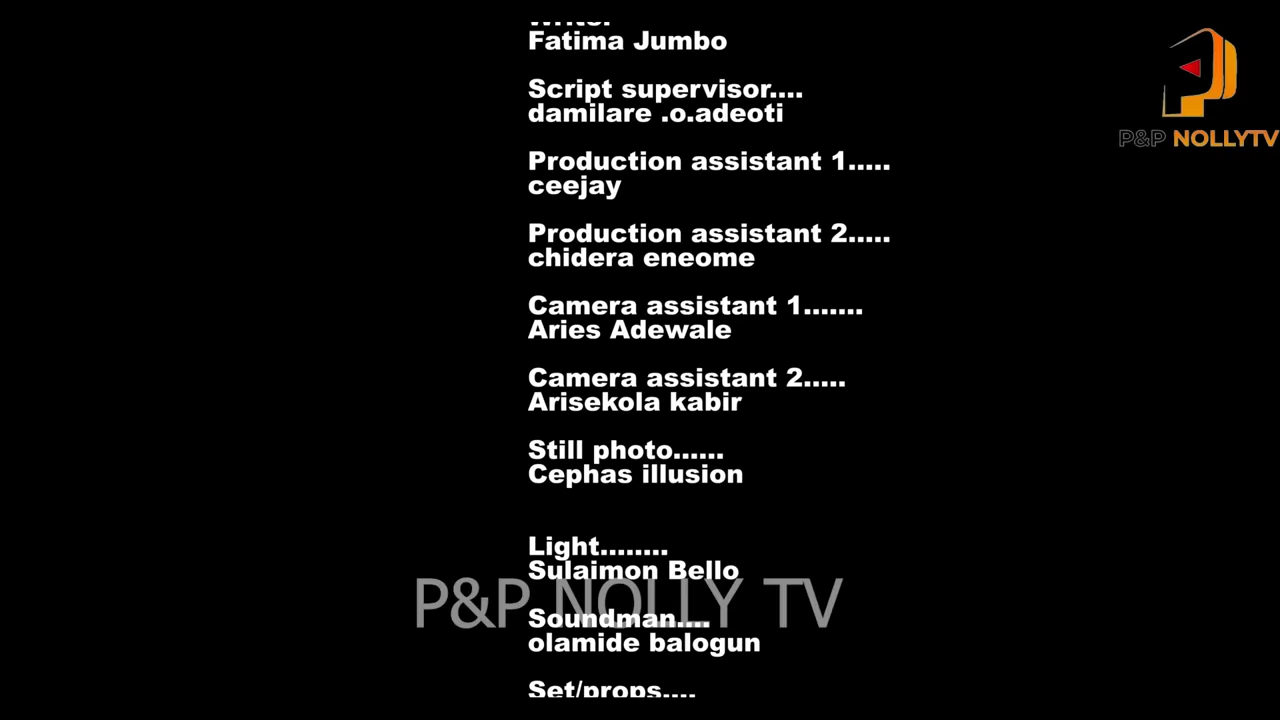 Writer
Fatima Jumbo
Script supervisor....
damilare .o.adeoti
Production assistant 1.....
ceejay
Production assistant 2.....
chidera eneome
Camera assistant 1.......
Aries Adewale
Camera assistant 2.....
Arisekola kabir
Still photo......
Cephas illusion
Light........
Sulaimon Bello
Soundman....
olamide balogun
Set/props....
P&P NOLLYTV
P&P NOLLY TV